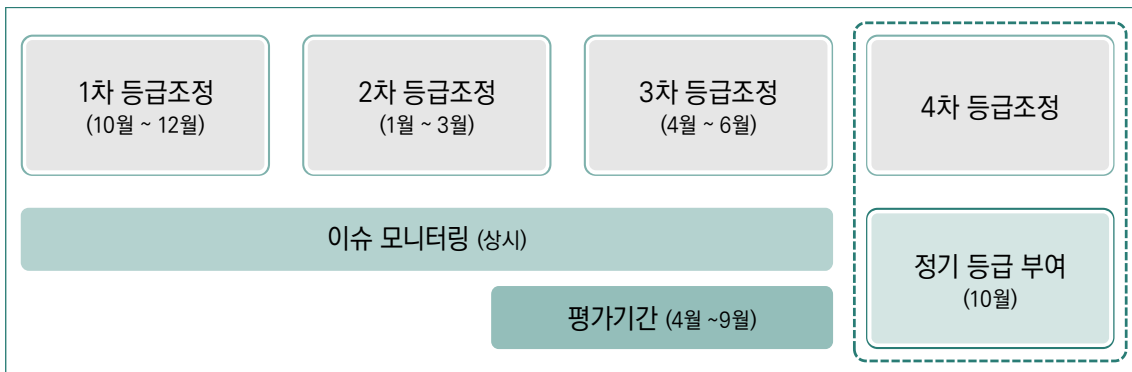 1차 등급조정
(10월 ~ 12월)
2차 등급조정
(1월 ~ 3월)
3차 등급조정
(4월 ~ 6월)
4차 등급조정
이슈 모니터링 (상시)
정기 등급 부여
(10월)
평가기간 (4월 ~9월)